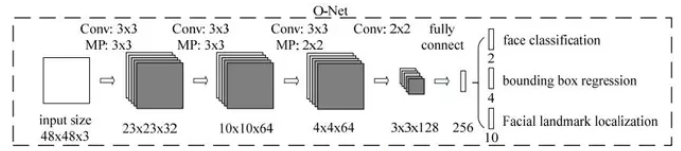 O-Net
Conv: 3x3 Conv: 3x3 Conv: 3x3 Conv: 2x2 fully
MP: 3x3 MP: 3x3 MP: 2x2 connect
face classification
2
bounding box regression
4
Facial landmark localization
10
input size
48x48x3
23x23x32 10x10x64 4x4x64 3x3x128 256